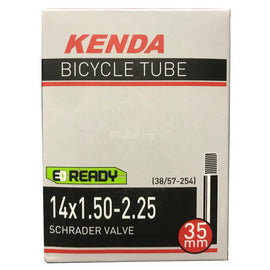 KENDA
BICYCLE TUBE
READY
(38/57-254)
14x1.50-2.25
SCHRADER VALVE
35
mm